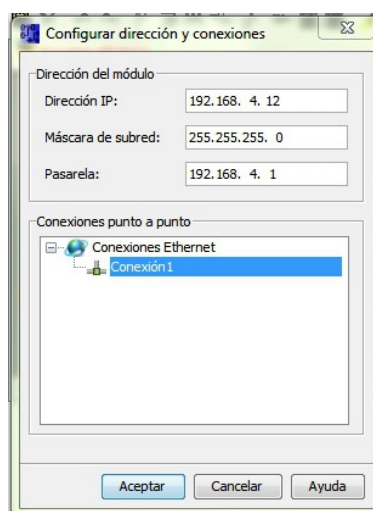 Configurar dirección y conexiones
Dirección del módulo
Dirección IP: 192.168. 4. 12
Máscara de subred: 255.255.255. 0
Pasarela: 192.168. 4. 1
Conexiones punto a punto
Conexiones Ethernet
Conexión1
Aceptar Cancelar Ayuda